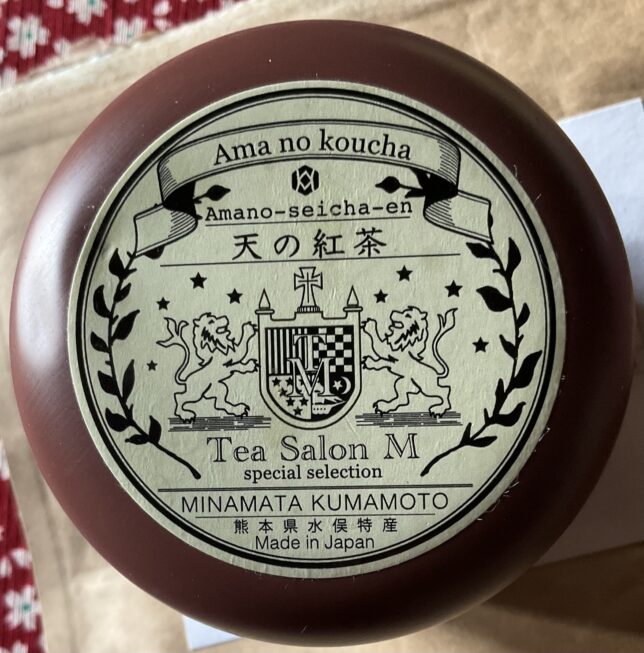 Ama no koucha
Amano-seicha-en
天の紅茶
TM
Tea Salon M
special selection
MINAMATA KUMAMOTO
熊本県水俣特産
Made in Japan